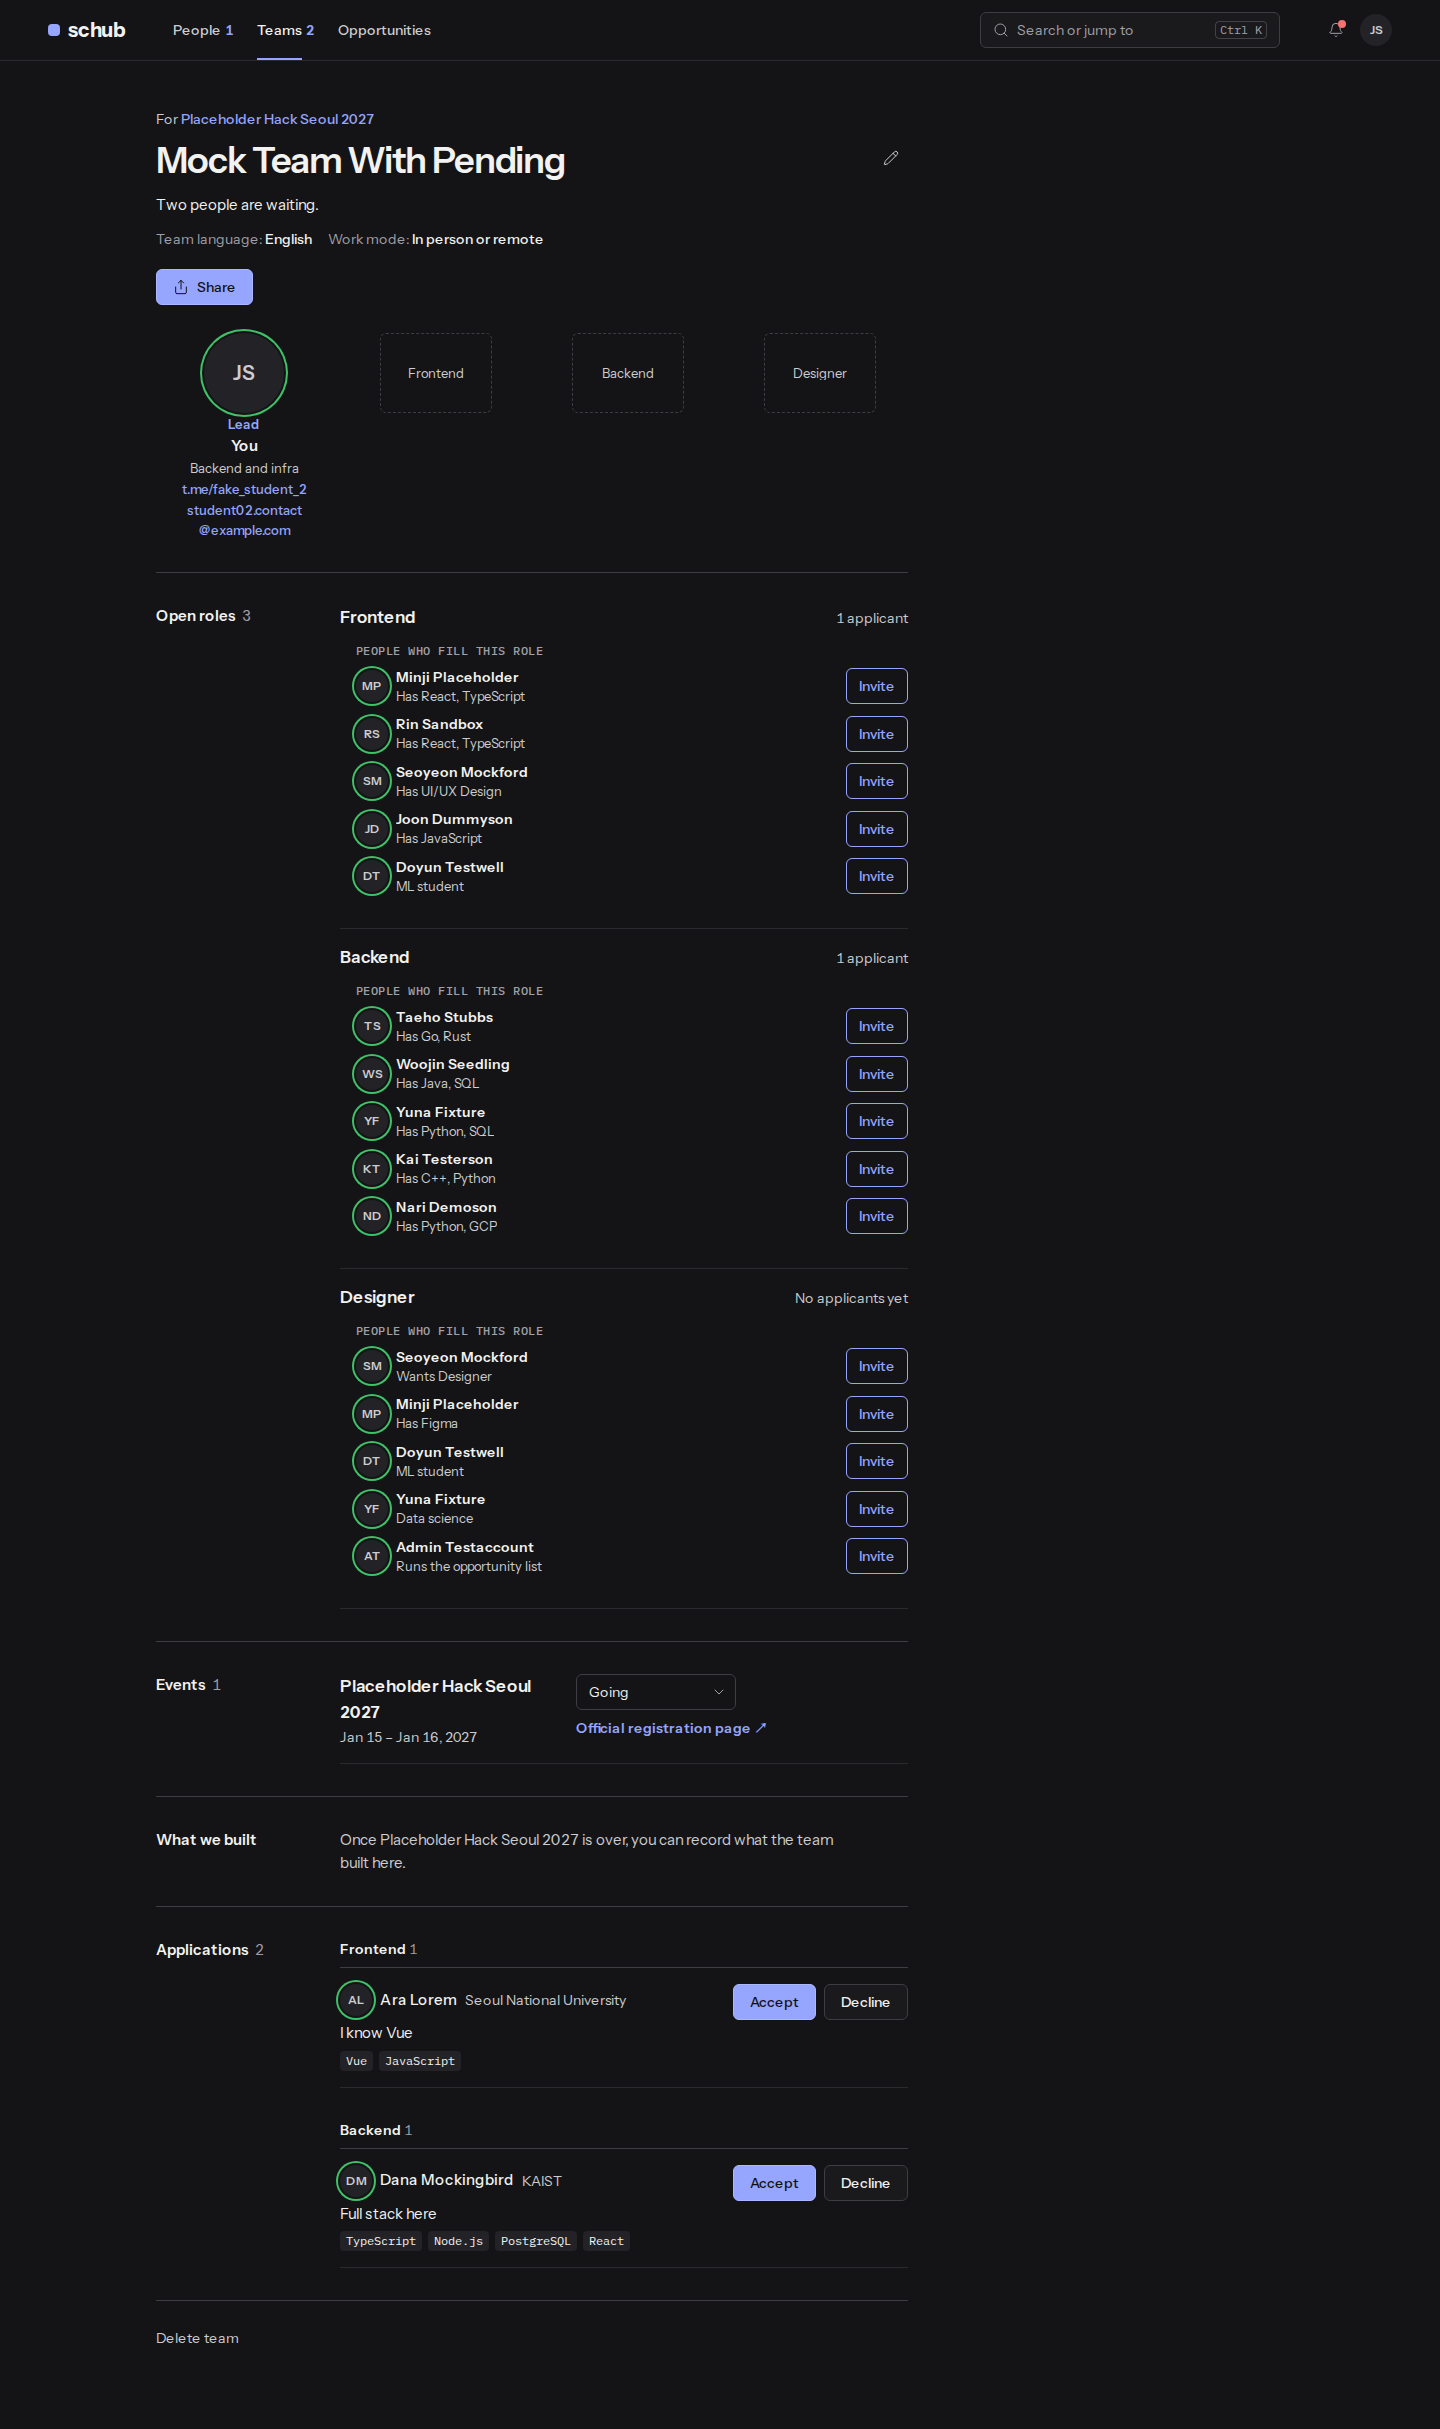 schub
People 1
Teams 2
Opportunities
Search or jump to
Ctrl K
JS
For Placeholder Hack Seoul 2027
Mock Team With Pending
Two people are waiting.
Team language: English Work mode: In person or remote
Share
JS
Frontend
Backend
Designer
Lead
You
Backend and infra
t.me/fake_student_2
student02.contact
@example.com
Open roles 3
Frontend
1 applicant
PEOPLE WHO FILL THIS ROLE
MP
Minji Placeholder
Has React, TypeScript
Invite
RS
Rin Sandbox
Has React, TypeScript
Invite
SM
Seoyeon Mockford
Has UI/UX Design
Invite
JD
Joon Dummyson
Has JavaScript
Invite
DT
Doyun Testwell
ML student
Invite
Backend
1 applicant
PEOPLE WHO FILL THIS ROLE
TS
Taeho Stubbs
Has Go, Rust
Invite
WS
Woojin Seedling
Has Java, SQL
Invite
YF
Yuna Fixture
Has Python, SQL
Invite
KT
Kai Testerson
Has C++, Python
Invite
ND
Nari Demoson
Has Python, GCP
Invite
Designer
No applicants yet
PEOPLE WHO FILL THIS ROLE
SM
Seoyeon Mockford
Wants Designer
Invite
MP
Minji Placeholder
Has Figma
Invite
DT
Doyun Testwell
ML student
Invite
YF
Yuna Fixture
Data science
Invite
AT
Admin Testaccount
Runs the opportunity list
Invite
Events 1
Placeholder Hack Seoul
2027
Jan 15 – Jan 16, 2027
Going
Official registration page ↗
What we built
Once Placeholder Hack Seoul 2027 is over, you can record what the team
built here.
Applications 2
Frontend 1
AL
Ara Lorem Seoul National University
Accept
Decline
I know Vue
Vue JavaScript
Backend 1
DM
Dana Mockingbird KAIST
Accept
Decline
Full stack here
TypeScript Node.js PostgreSQL React
Delete team